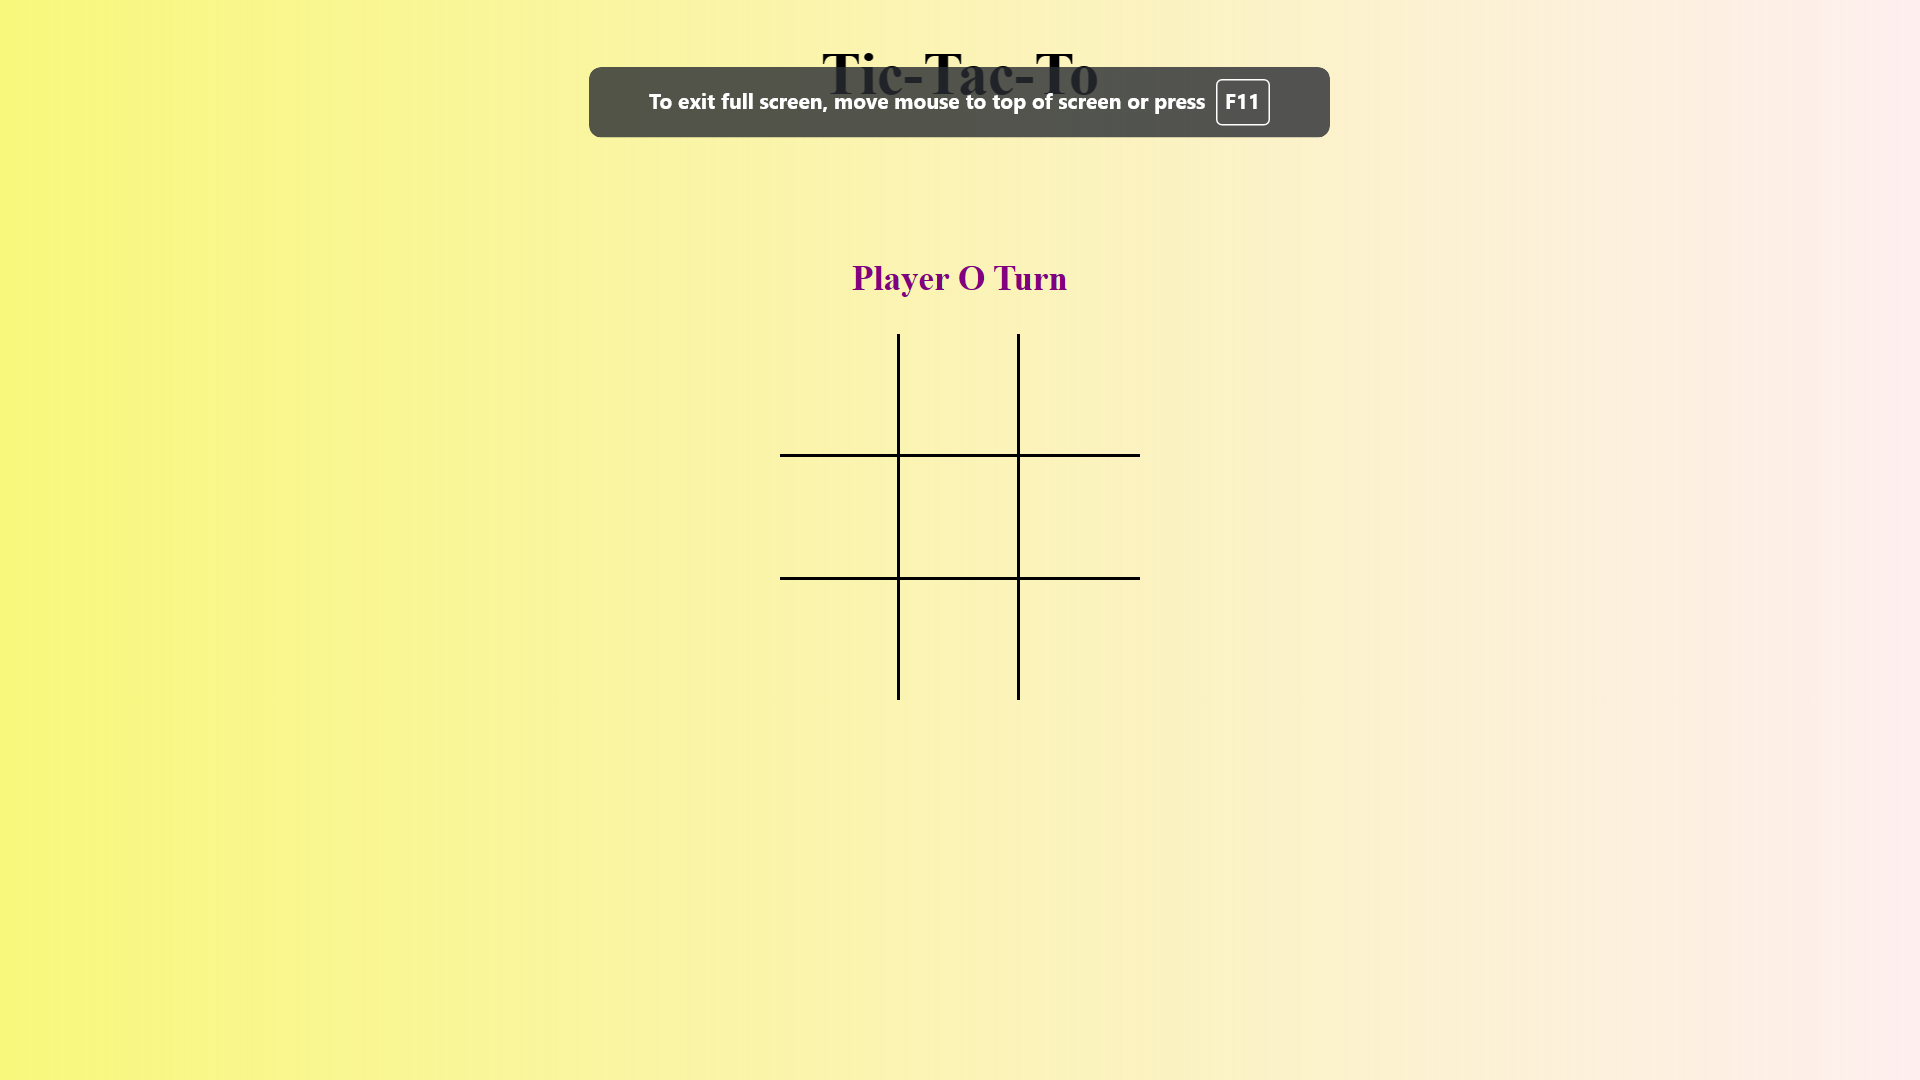 Tic-Tac-To
To exit full screen, move mouse to top of screen or press F11
Player O Turn